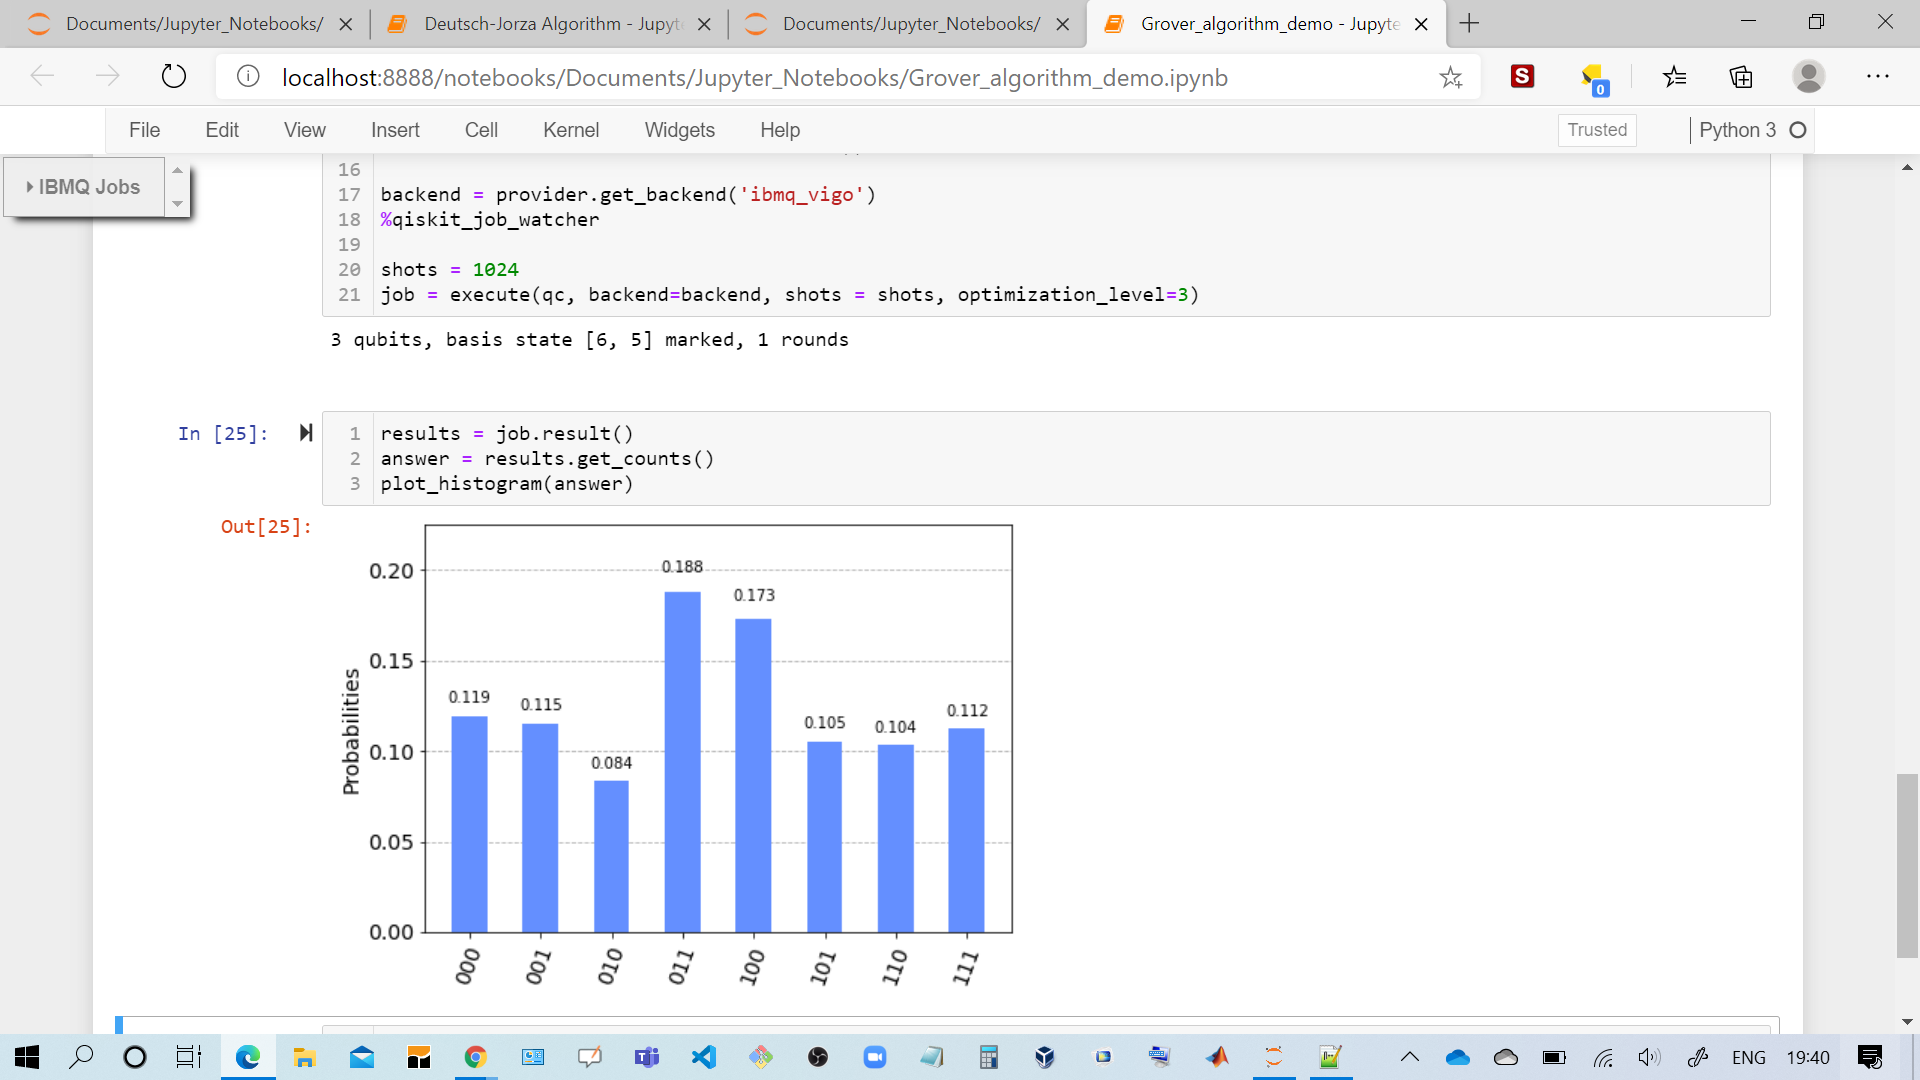 Documents/Jupyter_Notebooks/
Deutsch-Jorza Algorithm - Jupyt
Documents/Jupyter_Notebooks/
Grover_algorithm_demo - Jupyte
localhost:8888/notebooks/Documents/Jupyter_Notebooks/Grover_algorithm_demo.ipynb
S
0
File Edit View Insert Cell Kernel Widgets Help
Trusted
Python 3
IBMQ Jobs
16
17 backend = provider.get_backend('ibmq_vigo')
18 %qiskit_job_watcher
19
20 shots = 1024
21 job = execute(qc, backend=backend, shots = shots, optimization_level=3)
3 qubits, basis state [6, 5] marked, 1 rounds
In [25]:
1 results = job.result()
2 answer = results.get_counts()
3 plot_histogram(answer)
Out[25]:
Probabilities
0.20
0.15
0.10
0.05
0.00
0.119
0.115
0.084
0.188
0.173
0.105
0.104
0.112
000
001
010
011
100
101
110
111
ENG
19:40